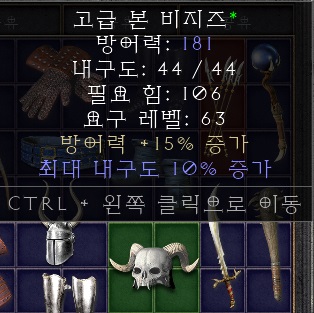 고급 본 비지즈*
방어력: 181
내구도: 44 / 44
필요 힘: 106
요구 레벨: 63
방어력 +15% 증가
최대 내구도 10% 증가
CTRL + 왼쪽 클릭으로 이동